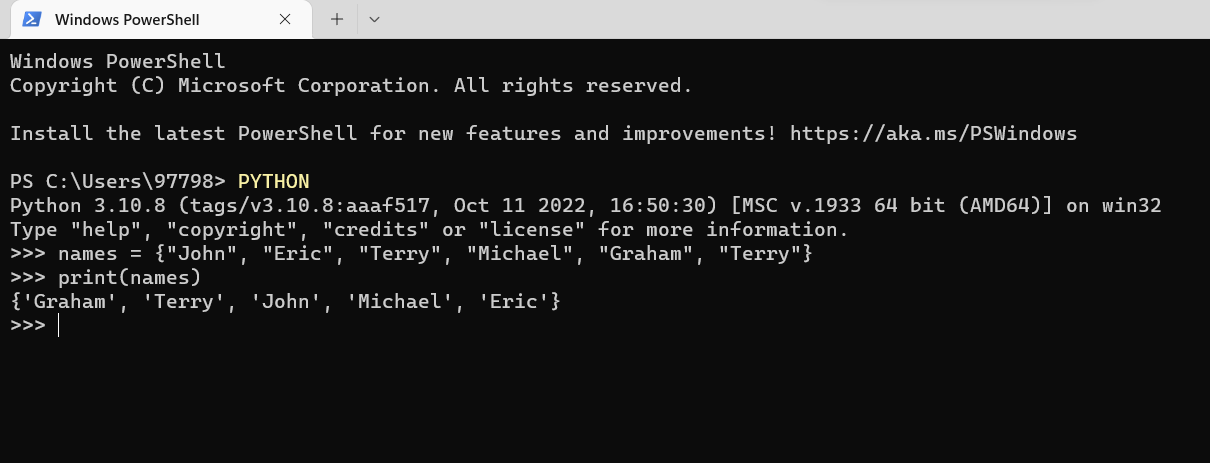 Windows PowerShell
Windows PowerShell
Copyright (C) Microsoft Corporation. All rights reserved.
Install the latest PowerShell for new features and improvements! https://aka.ms/PSWindows
PS C:\Users\97798> PYTHON
Python 3.10.8 (tags/v3.10.8:aaaf517, Oct 11 2022, 16:50:30) [MSC v.1933 64 bit (AMD64)] on win32
Type "help", "copyright", "credits" or "license" for more information.
>>> names = {"John", "Eric", "Terry", "Michael", "Graham", "Terry"}
>>> print(names)
{'Graham', 'Terry', 'John', 'Michael', 'Eric'}
>>>